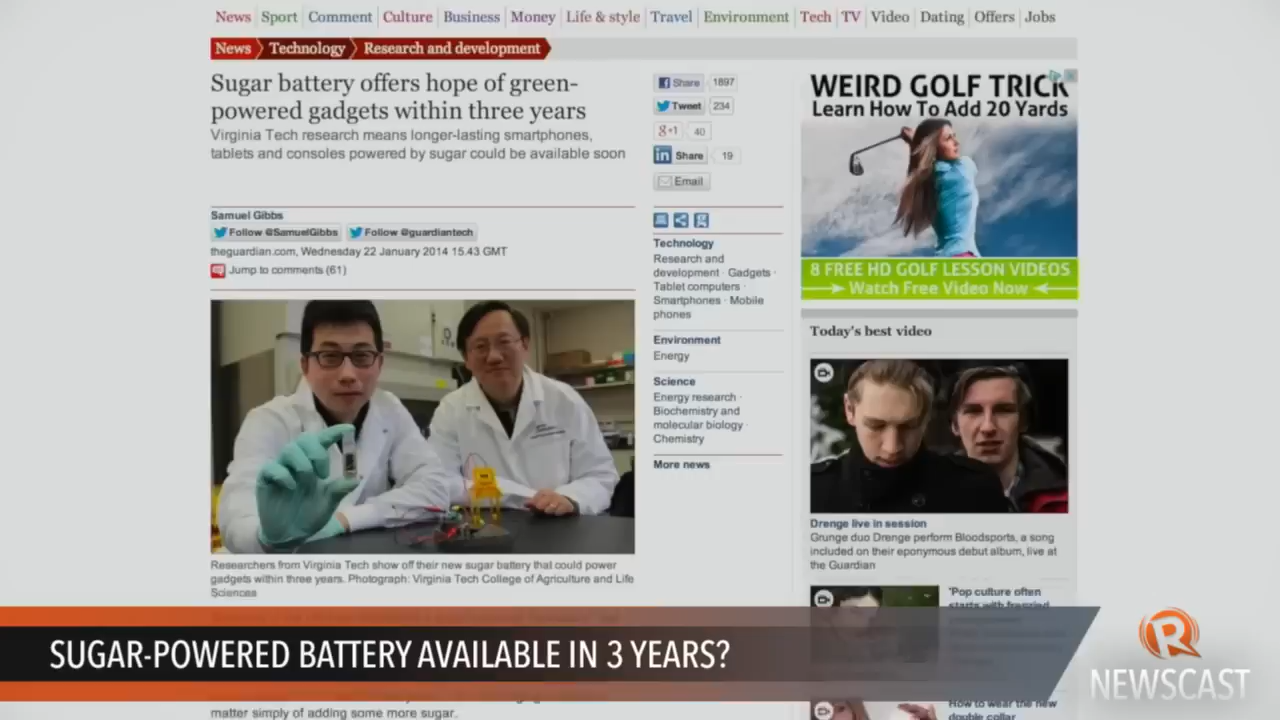 News Sport Comment Culture Business Money Life & style Travel Environment Tech TV Video Dating Offers Jobs
News Technology Research and development
Sugar battery offers hope of green-
powered gadgets within three years
Virginia Tech research means longer-lasting smartphones,
tablets and consoles powered by sugar could be available soon
Samuel Gibbs
Follow @SamuelGibbs Follow @guardiantech
theguardian.com, Wednesday 22 January 2014 15.43 GMT
Jump to comments (61)
Researchers from Virginia Tech show off their new sugar battery that could power
gadgets within three years. Photograph: Virginia Tech College of Agriculture and Life
Sciences
matter simply of adding some more sugar.
Share 1897
Tweet 234
g+1 40
in Share 19
Email
Technology
Research and
development · Gadgets ·
Tablet computers ·
Smartphones · Mobile
phones
Environment
Energy
Science
Energy research ·
Biochemistry and
molecular biology ·
Chemistry
More news
WEIRD GOLF TRICK
Learn How To Add 20 Yards
8 FREE HD GOLF LESSON VIDEOS
Watch Free Video Now
Today's best video
Drenge live in session
Grunge duo Drenge perform Bloodsports, a song
included on their eponymous debut album, live at
the Guardian
'Pop culture often
starts with frenzied
How to wear the new
double collar
SUGAR-POWERED BATTERY AVAILABLE IN 3 YEARS?
R
NEWSCAST